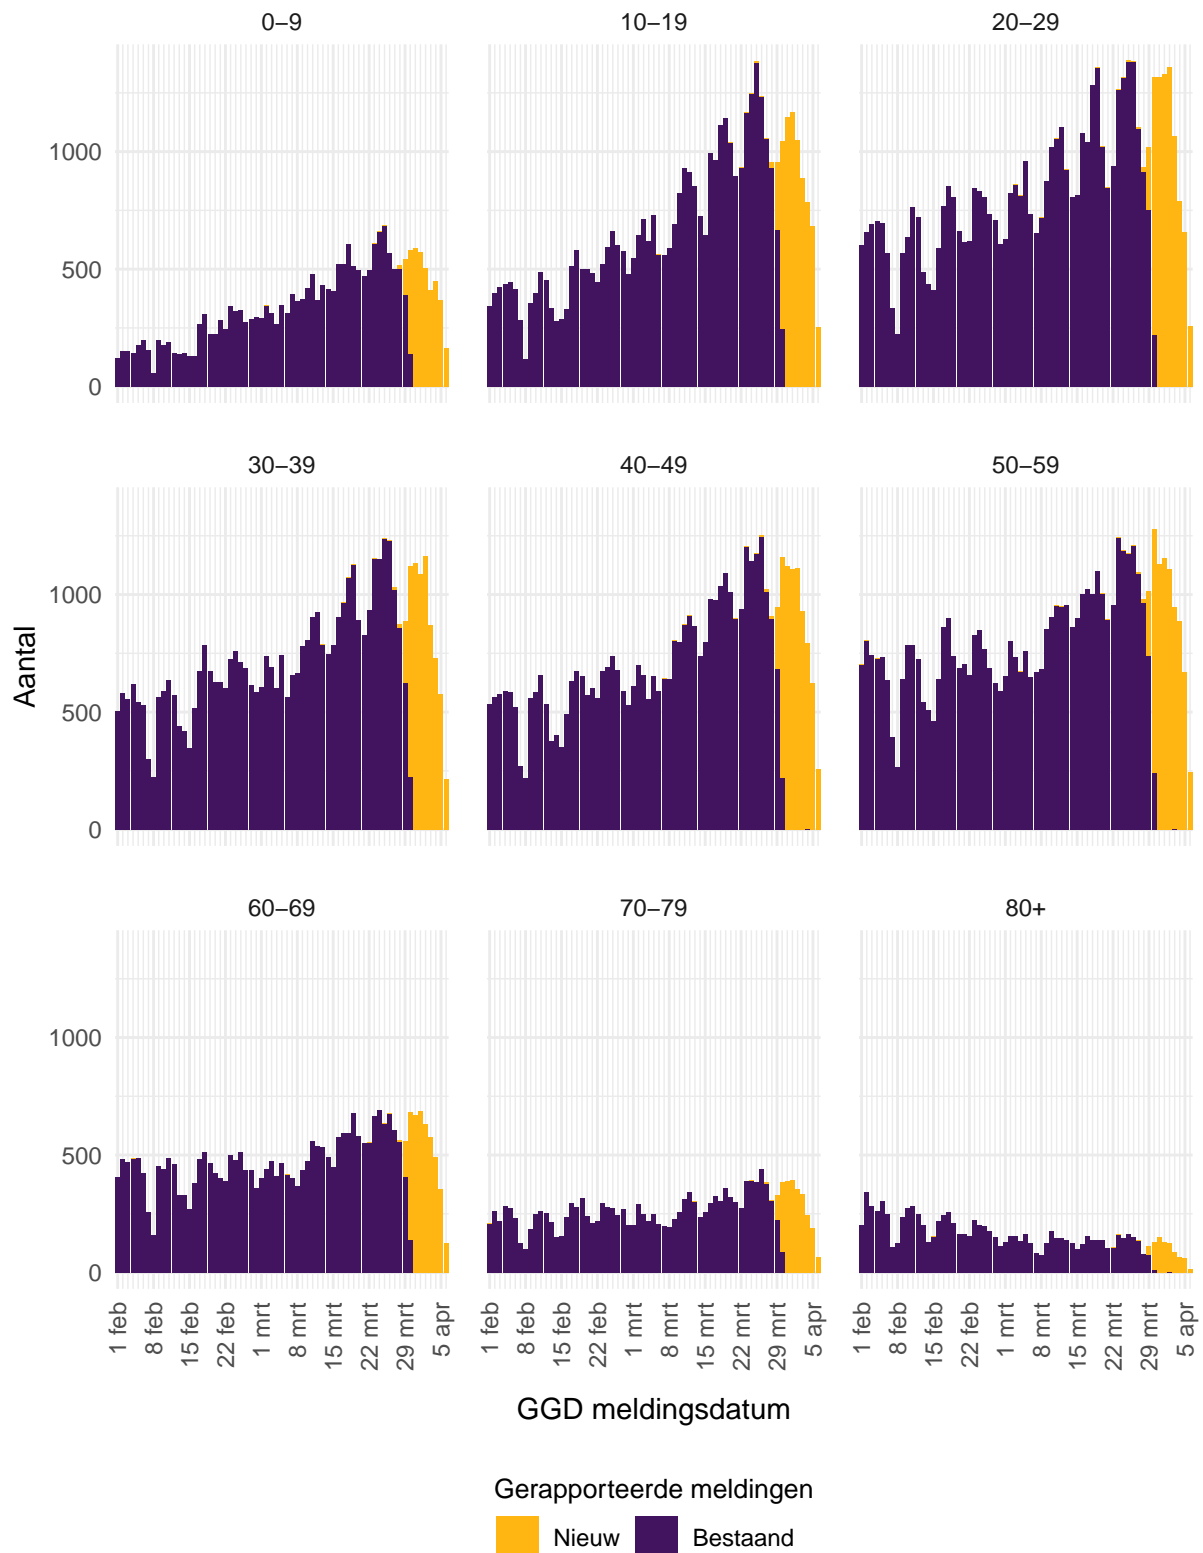 0–9 10–19 20–29
1000
500
0
30–39 40–49 50–59
1000
500
0
60–69 70–79 80+
1000
500
0
Aantal
1 feb 8 feb 15 feb 22 feb 1 mrt 8 mrt 15 mrt 22 mrt 29 mrt 5 apr 1 feb 8 feb 15 feb 22 feb 1 mrt 8 mrt 15 mrt 22 mrt 29 mrt 5 apr 1 feb 8 feb 15 feb 22 feb 1 mrt 8 mrt 15 mrt 22 mrt 29 mrt 5 apr
GGD meldingsdatum
Gerapporteerde meldingen
Nieuw Bestaand